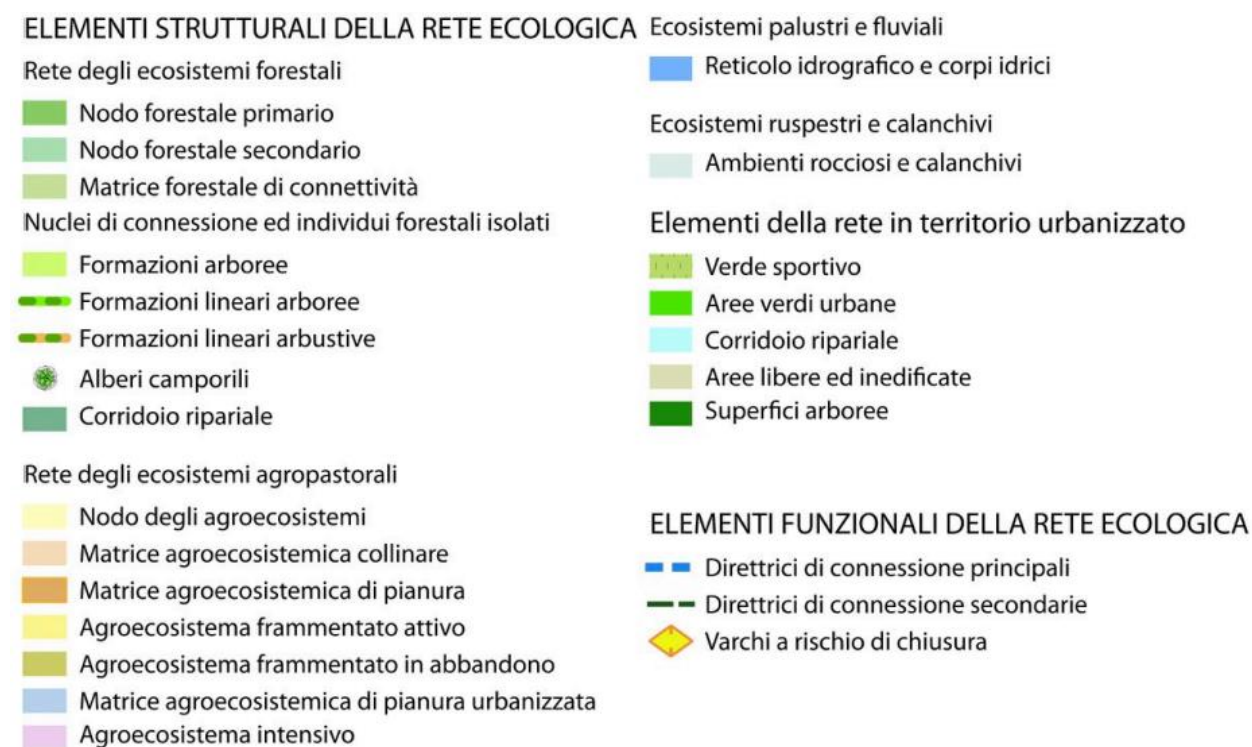 ELEMENTI STRUTTURALI DELLA RETE ECOLOGICA
Rete degli ecosistemi forestali
Nodo forestale primario
Nodo forestale secondario
Matrice forestale di connettività
Nuclei di connessione ed individui forestali isolati
Formazioni arboree
Formazioni lineari arboree
Formazioni lineari arbustive
Alberi camporili
Corridoio ripariale
Rete degli ecosistemi agropastorali
Nodo degli agroecosistemi
Matrice agroecosistemica collinare
Matrice agroecosistemica di pianura
Agroecosistema frammentato attivo
Agroecosistema frammentato in abbandono
Matrice agroecosistemica di pianura urbanizzata
Agroecosistema intensivo
Ecosistemi palustri e fluviali
Reticolo idrografico e corpi idrici
Ecosistemi ruspestri e calanchivi
Ambienti rocciosi e calanchivi
Elementi della rete in territorio urbanizzato
Verde sportivo
Aree verdi urbane
Corridoio ripariale
Aree libere ed inedificate
Superfici arboree
ELEMENTI FUNZIONALI DELLA RETE ECOLOGICA
Direttrici di connessione principali
Direttrici di connessione secondarie
Varchi a rischio di chiusura